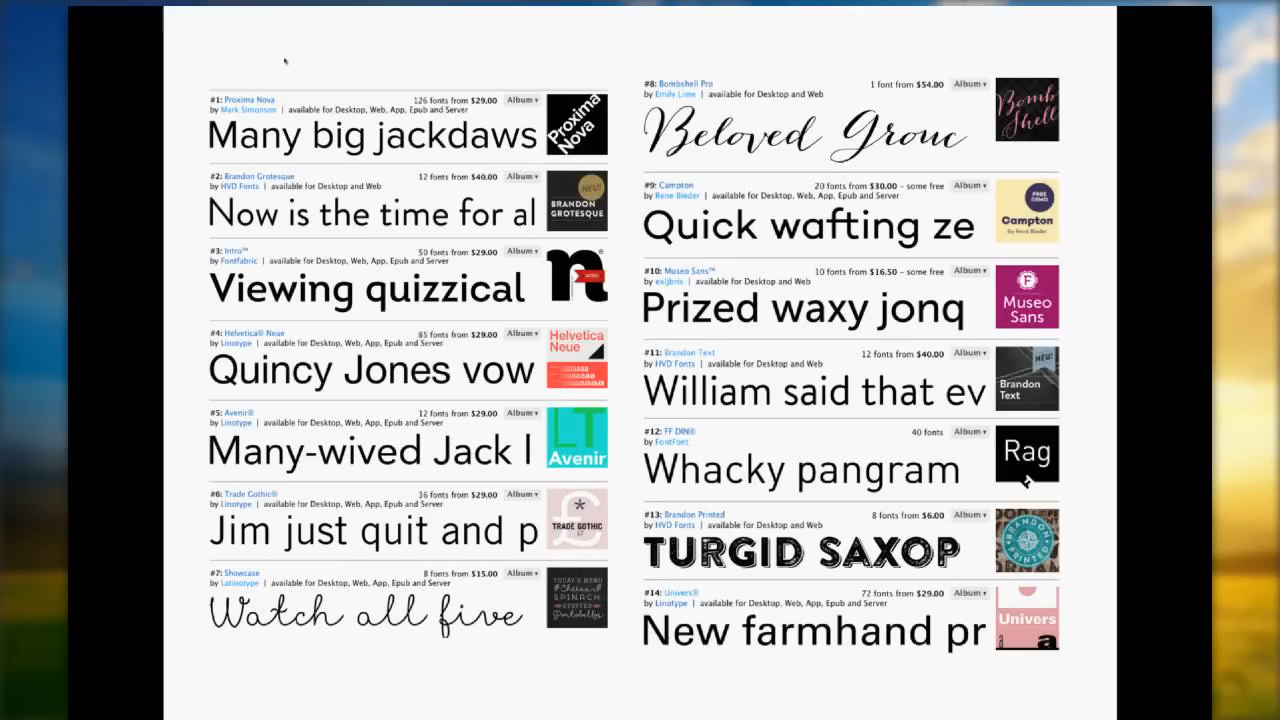 #1: Proxima Nova 126 fonts from $29.00 Album
by Mark Simonson | available for Desktop, Web, App, Epub and Server
Many big jackdaws
Proxima
Nova
#2: Brandon Grotesque 12 fonts from $40.00 Album
by HVD Fonts | available for Desktop and Web
Now is the time for al
NEW!
BRANDON
GROTESQUE
#3: Intro™ 50 fonts from $29.00 Album
by Fontfabric | available for Desktop, Web, App, Epub and Server
Viewing quizzical
n
INTRO
#4: Helvetica® Neue 85 fonts from $29.00 Album
by Linotype | available for Desktop, Web, App, Epub and Server
Quincy Jones vow
Helvetica
Neue
#5: Avenir® 12 fonts from $29.00 Album
by Linotype | available for Desktop, Web, App, Epub and Server
Many-wived Jack l
LT
Avenir
#6: Trade Gothic® 36 fonts from $29.00 Album
by Linotype | available for Desktop, Web, App, Epub and Server
Jim just quit and p
£
*
TRADE GOTHIC
LT
#7: Showcase 8 fonts from $15.00 Album
by Latinotype | available for Desktop, Web, App, Epub and Server
Watch all five
TODAY'S MENU
Cheese
SPINACH
STUFFED
Portobellos
#8: Bombshell Pro 1 font from $54.00 Album
by Emily Lime | available for Desktop and Web
Beloved Grouc
Bomb
Shell
#9: Campton 20 fonts from $30.00 – some free Album
by Rene Bieder | available for Desktop, Web, App, Epub and Server
Quick wafting ze
FREE
DEMO
Campton
By René Bieder
#10: Museo Sans™ 10 fonts from $16.50 – some free Album
by exljbris | available for Desktop and Web
Prized waxy jonq
Museo
Sans
#11: Brandon Text 12 fonts from $40.00 Album
by HVD Fonts | available for Desktop and Web
William said that ev
NEW!
Brandon
Text
#12: FF DIN® 40 fonts Album
by FontFont
Whacky pangram
Rag
#13: Brandon Printed 8 fonts from $6.00 Album
by HVD Fonts | available for Desktop and Web
TURGID SAXOP
BRANDON
PRINTED
#14: Univers® 72 fonts from $29.00 Album
by Linotype | available for Desktop, Web, App, Epub and Server
New farmhand pr
Univers
a